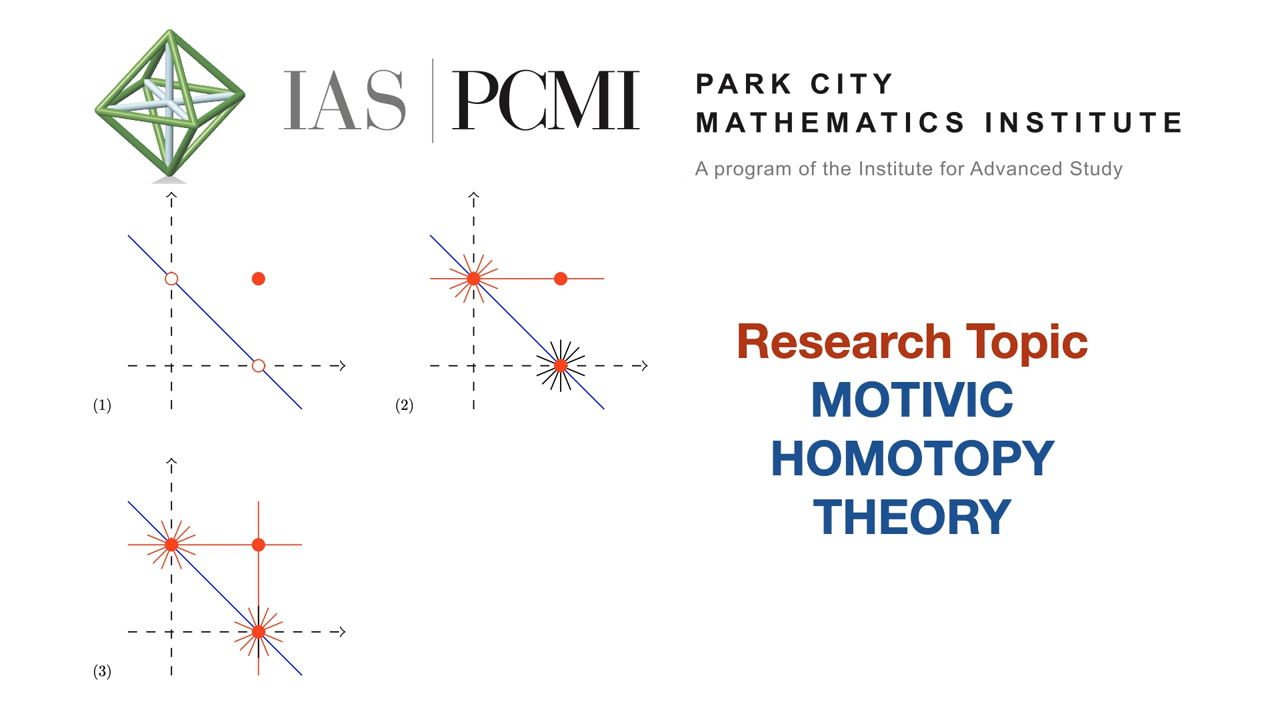 IAS | PCMI
PARK CITY
MATHEMATICS INSTITUTE
A program of the Institute for Advanced Study
(1)
(2)
(3)
Research Topic
MOTIVIC
HOMOTOPY
THEORY